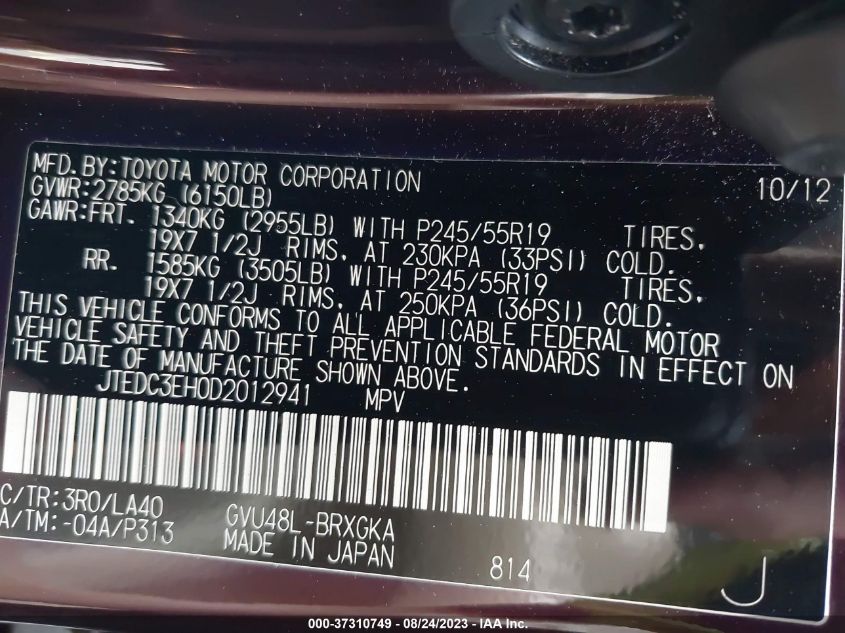 MFD.BY:TOYOTA MOTOR CORPORATION 10/12
GVWR:2785KG (6150LB)
GAWR:FRT. 1340KG (2955LB) WITH P245/55R19 TIRES,
19X7 1/2J RIMS, AT 230KPA (33PSI) COLD.
RR. 1585KG (3505LB) WITH P245/55R19 TIRES,
19X7 1/2J RIMS, AT 250KPA (36PSI) COLD.
THIS VEHICLE CONFORMS TO ALL APPLICABLE FEDERAL MOTOR
VEHICLE SAFETY AND THEFT PREVENTION STANDARDS IN EFFECT ON
THE DATE OF MANUFACTURE SHOWN ABOVE.
JTEDC3EH0D2012941 MPV
C/TR:3R0/LA40 GVU48L-BRXGKA
A/TM:-04A/P313 MADE IN JAPAN 814 J
000-37310749 - 08/24/2023 - IAA Inc.